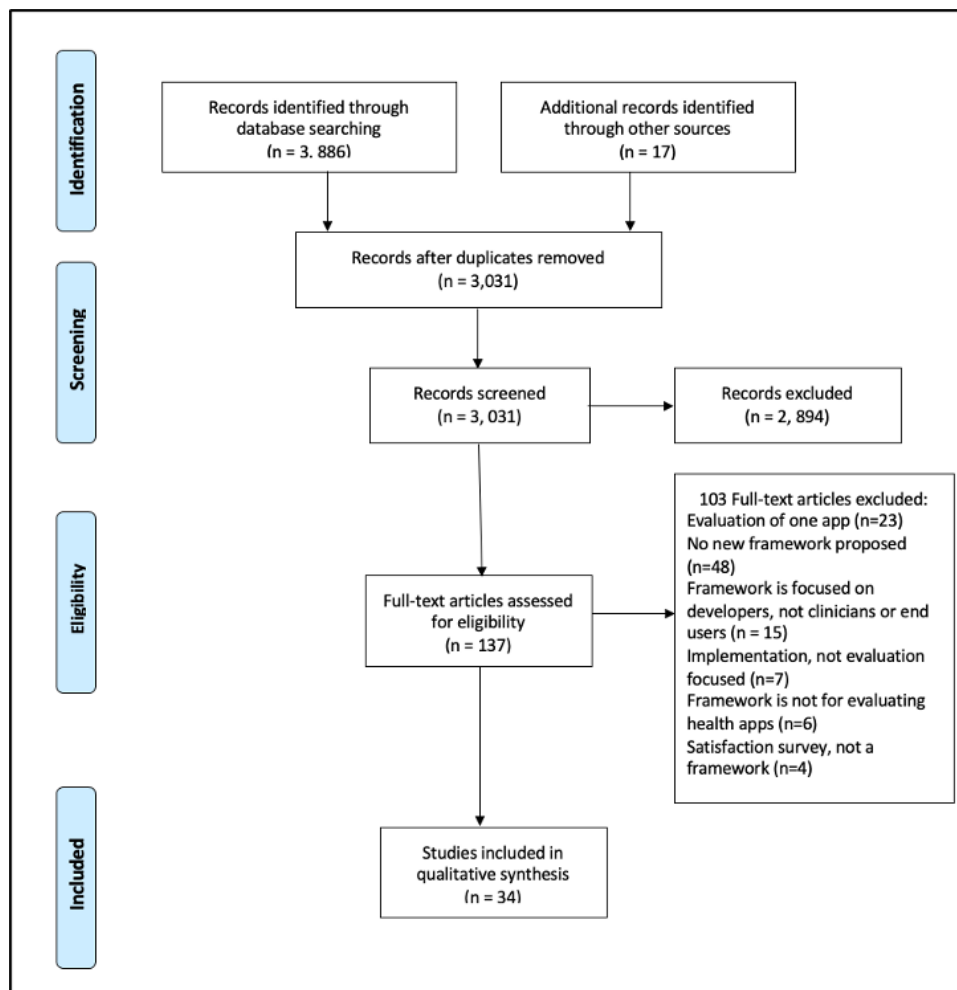 Identification
Records identified through
database searching
(n = 3. 886)
Additional records identified
through other sources
(n = 17)
Records after duplicates removed
(n = 3,031)
Screening
Records screened
(n = 3, 031)
Records excluded
(n = 2, 894)
Eligibility
Full-text articles assessed
for eligibility
(n = 137)
103 Full-text articles excluded:
Evaluation of one app (n=23)
No new framework proposed
(n=48)
Framework is focused on
developers, not clinicians or end
users (n = 15)
Implementation, not evaluation
focused (n=7)
Framework is not for evaluating
health apps (n=6)
Satisfaction survey, not a
framework (n=4)
Included
Studies included in
qualitative synthesis
(n = 34)